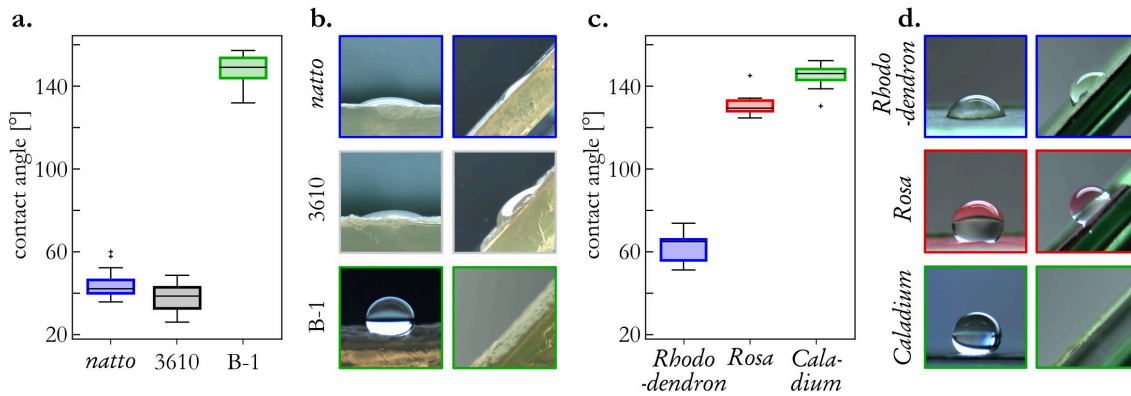 a.
contact angle [°]
140
100
60
20
natto
3610
B-1
b.
natto
3610
B-1
c.
contact angle [°]
140
100
60
20
Rhodo
-dendron
Rosa
Cala-
dium
d.
Rhodo
-dendron
Rosa
Caladium